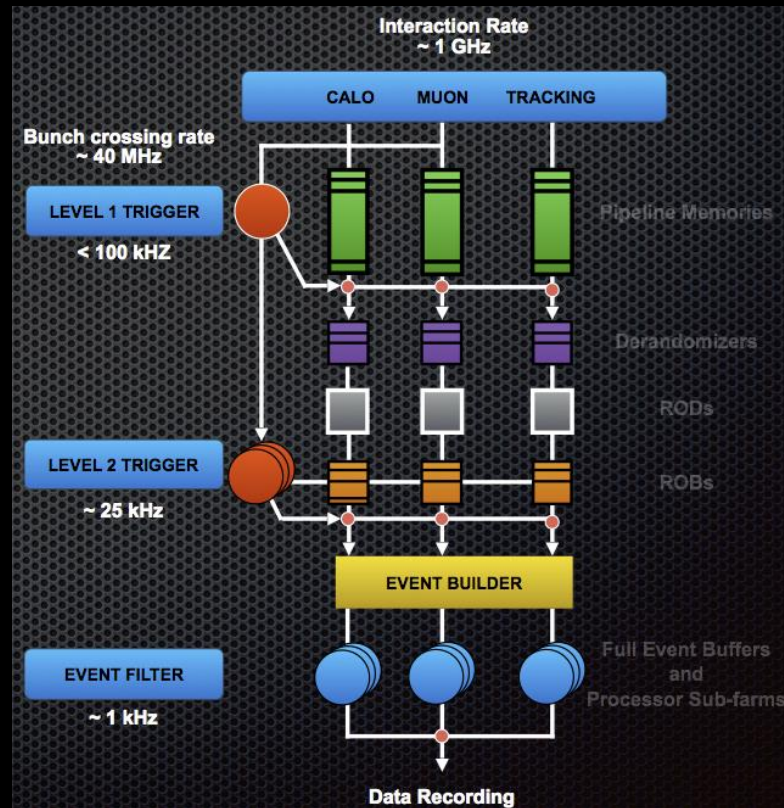 Interaction Rate
~ 1 GHz
CALO MUON TRACKING
Bunch crossing rate
~ 40 MHz
LEVEL 1 TRIGGER
Pipeline Memories
< 100 kHZ
Derandomizers
RODs
LEVEL 2 TRIGGER
ROBs
~ 25 kHz
EVENT BUILDER
Full Event Buffers
and
Processor Sub-farms
EVENT FILTER
~ 1 kHz
Data Recording